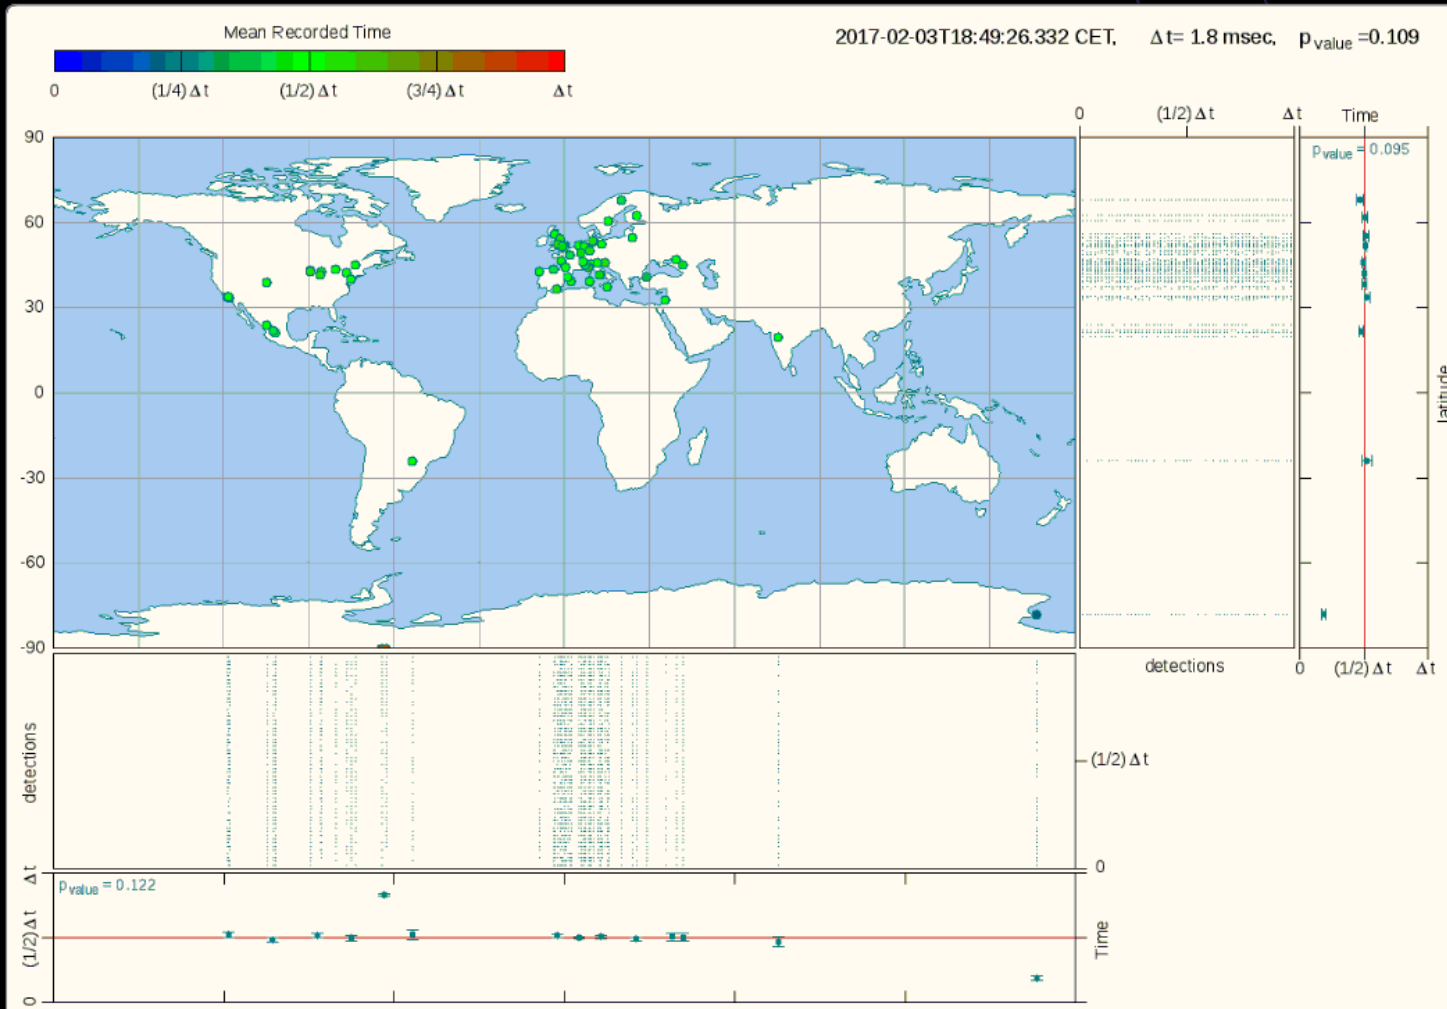 Mean Recorded Time
2017-02-03T18:49:26.332 CET, Δt= 1.8 msec, p value =0.109
0 (1/4)Δt (1/2)Δt (3/4)Δt Δt
0 (1/2)Δt Δt Time
90
p value = 0.095
60
30
0
latitude
-30
-60
-90
detections 0 (1/2)Δt Δt
detections
(1/2)Δt
0
Δt
p value = 0.122
(1/2)Δt
Time
0